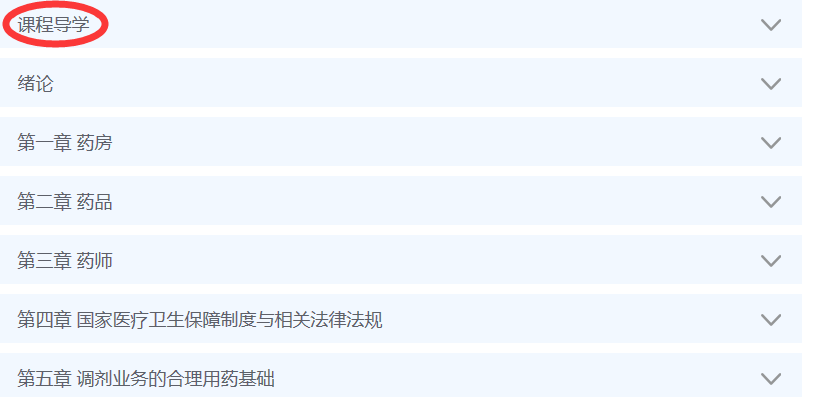 课程导学
绪论
第一章 药房
第二章 药品
第三章 药师
第四章 国家医疗卫生保障制度与相关法律法规
第五章 调剂业务的合理用药基础